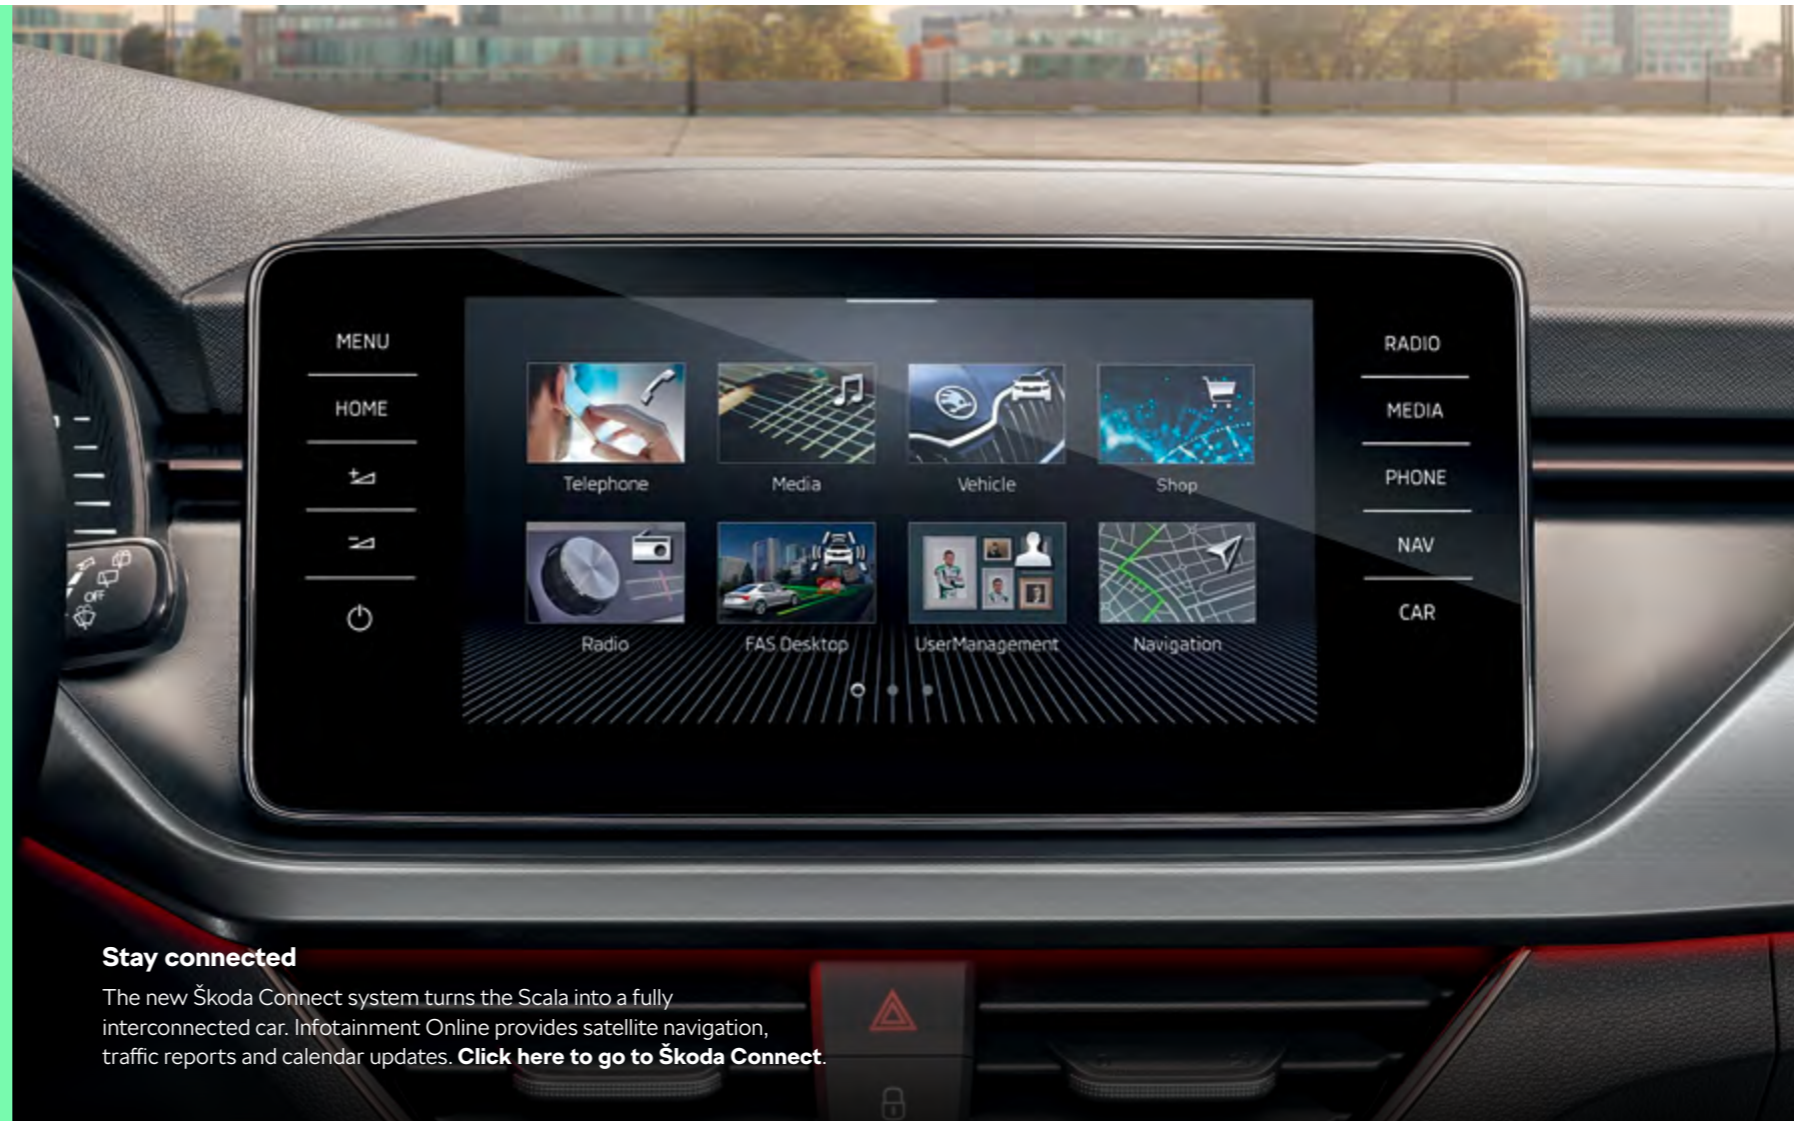 MENU
HOME
RADIO
MEDIA
PHONE
NAV
CAR
Telephone
Media
Vehicle
Shop
Radio
FAS Desktop
UserManagement
Navigation
OFF
Stay connected
The new Škoda Connect system turns the Scala into a fully
interconnected car. Infotainment Online provides satellite navigation,
traffic reports and calendar updates. Click here to go to Škoda Connect.